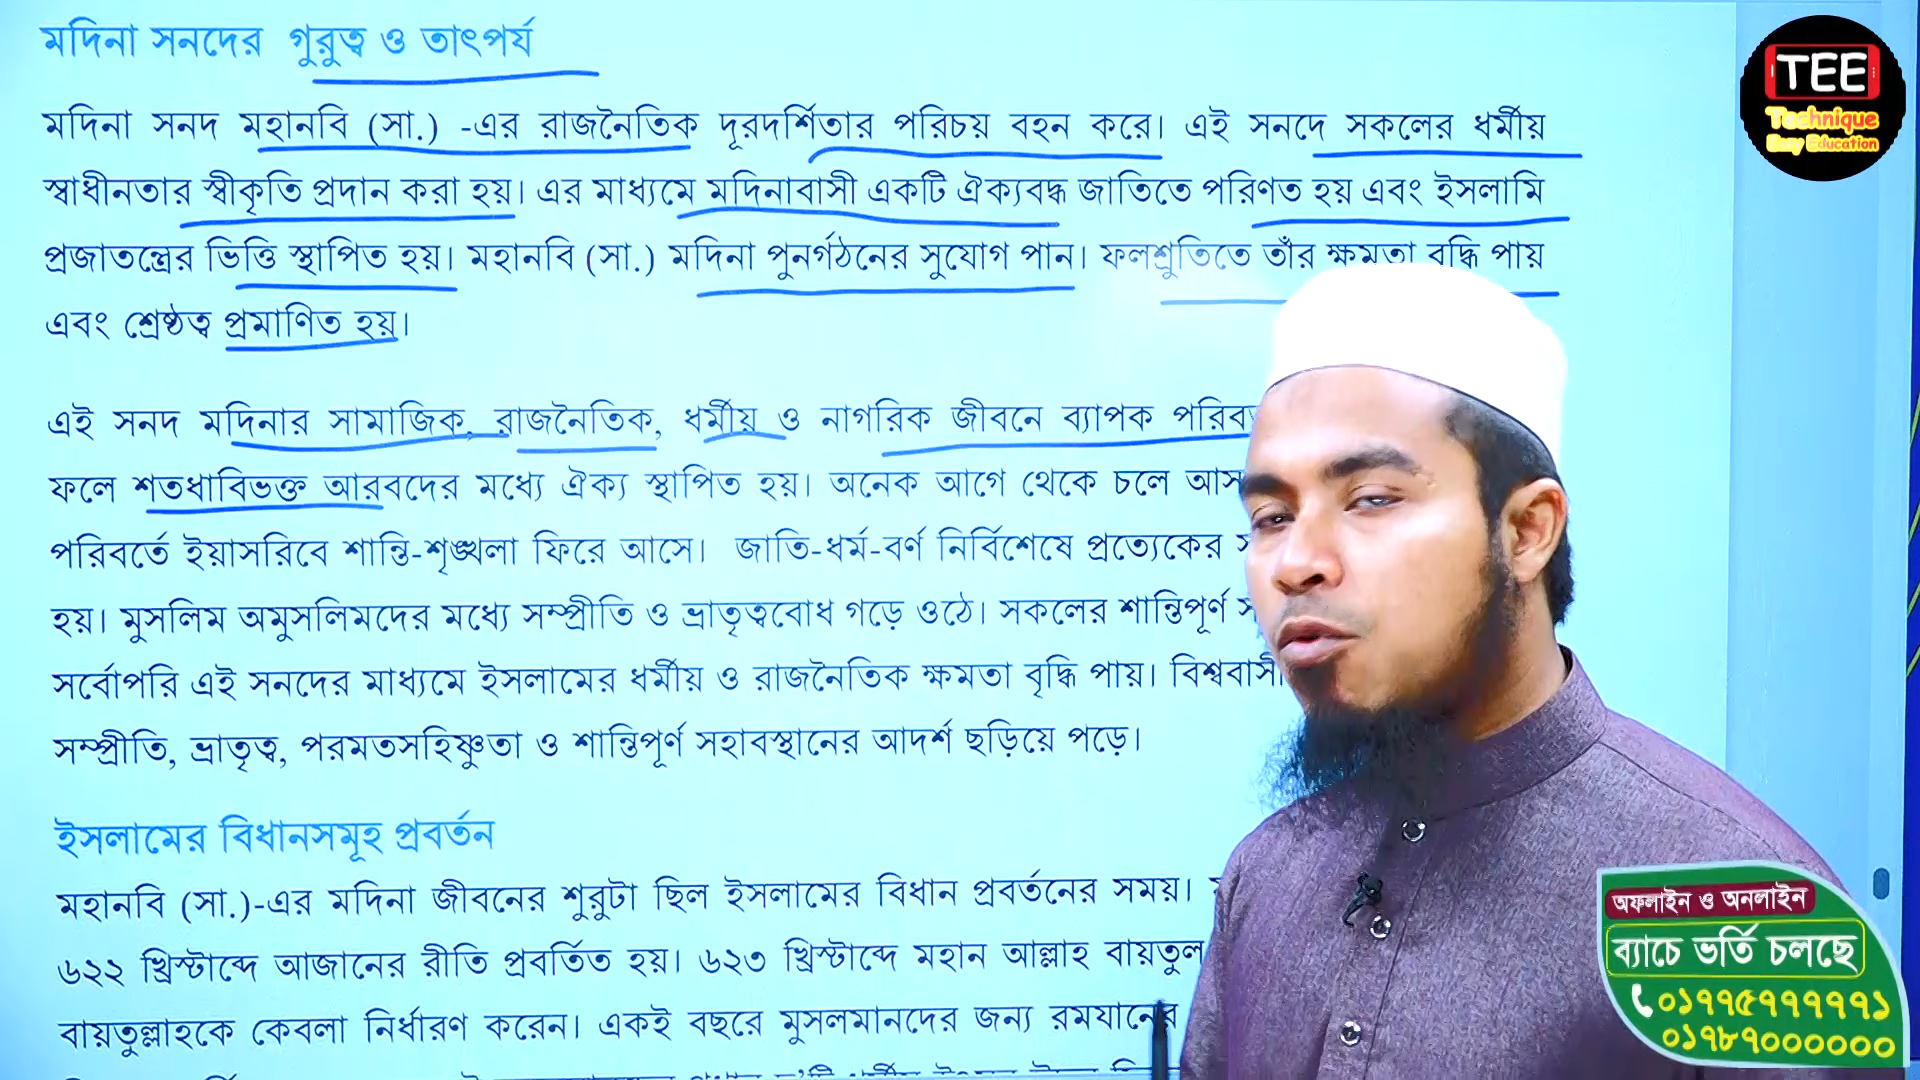 মদিনা সনদের গুরুত্ব ও তাৎপর্য
মদিনা সনদ মহানবি (সা.) -এর রাজনৈতিক দূরদর্শিতার পরিচয় বহন করে। এই সনদে সকলের ধর্মীয়
স্বাধীনতার স্বীকৃতি প্রদান করা হয়। এর মাধ্যমে মদিনাবাসী একটি ঐক্যবদ্ধ জাতিতে পরিণত হয় এবং ইসলামি
প্রজাতন্ত্রের ভিত্তি স্থাপিত হয়। মহানবি (সা.) মদিনা পুনর্গঠনের সুযোগ পান। ফলশ্রুতিতে তাঁর ক্ষমতা বৃদ্ধি পায়
এবং শ্রেষ্ঠত্ব প্রমাণিত হয়।
এই সনদ মদিনার সামাজিক, রাজনৈতিক, ধর্মীয় ও নাগরিক জীবনে ব্যাপক
ফলে শতধাবিভক্ত আরবদের মধ্যে ঐক্য স্থাপিত হয়। অনেক আগে থেকে চলে
পরিবর্তে ইয়াসরিবে শান্তি-শৃঙ্খলা ফিরে আসে। জাতি-ধর্ম-বর্ণ নির্বিশেষে প্রত্যেকের
হয়। মুসলিম অমুসলিমদের মধ্যে সম্প্রীতি ও ভ্রাতৃত্ববোধ গড়ে ওঠে। সকলের শান্তিপূর্ণ
সর্বোপরি এই সনদের মাধ্যমে ইসলামের ধর্মীয় ও রাজনৈতিক ক্ষমতা বৃদ্ধি পায়। বিশ্ববাসী
সম্প্রীতি, ভ্রাতৃত্ব, পরমতসহিষ্ণুতা ও শান্তিপূর্ণ সহাবস্থানের আদর্শ ছড়িয়ে পড়ে।
ইসলামের বিধানসমূহ প্রবর্তন
মহানবি (সা.)-এর মদিনা জীবনের শুরুটা ছিল ইসলামের বিধান প্রবর্তনের সময়।
৬২২ খ্রিস্টাব্দে আজানের রীতি প্রবর্তিত হয়। ৬২৩ খ্রিস্টাব্দে মহান আল্লাহ
বায়তুল্লাহকে কেবলা নির্ধারণ করেন। একই বছরে মুসলমানদের জন্য রমযানের
TEE
Technique
Easy Education
অফলাইন ও অনলাইন
ব্যাচে ভর্তি চলছে
০১৭৭৫৭৭৭৭৭১
০১৭৮৭০০০০০০